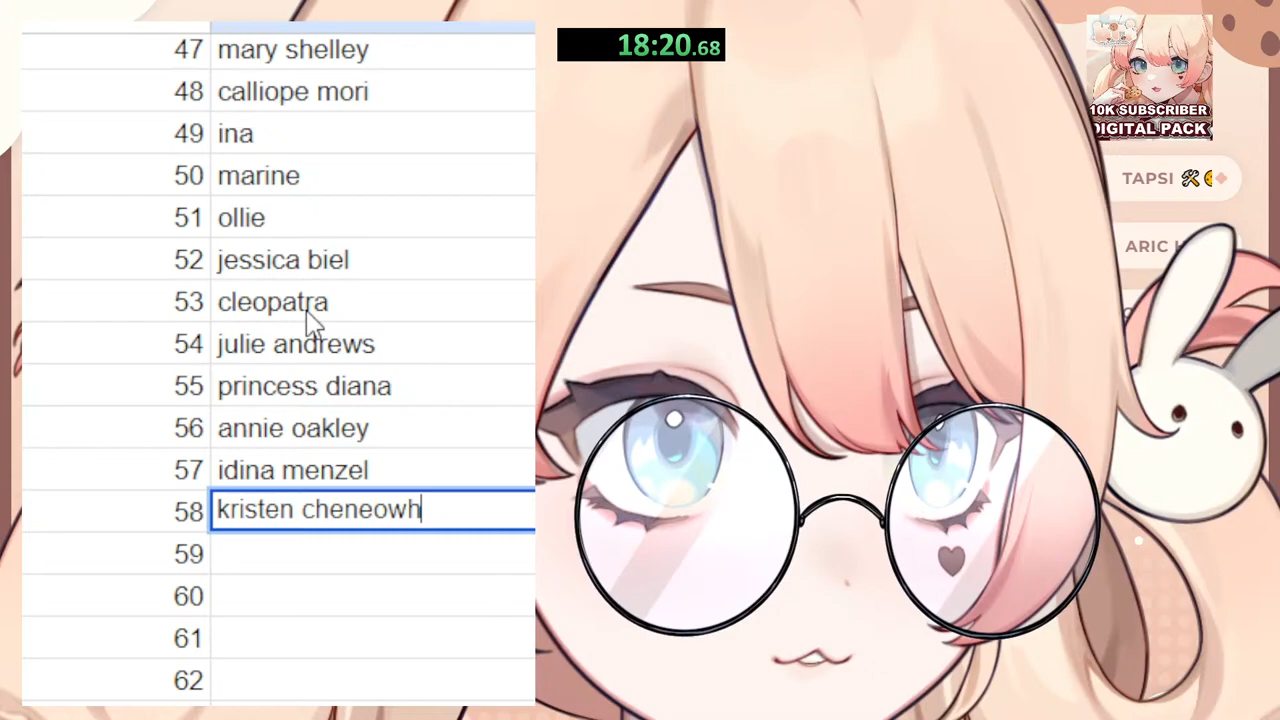 47 mary shelley
48 calliope mori
49 ina
50 marine
51 ollie
52 jessica biel
53 cleopatra
54 julie andrews
55 princess diana
56 annie oakley
57 idina menzel
58 kristen cheneowh
59
60
61
62
18:20.68
10K SUBSCRIBER
DIGITAL PACK
TAPSI
ARIC